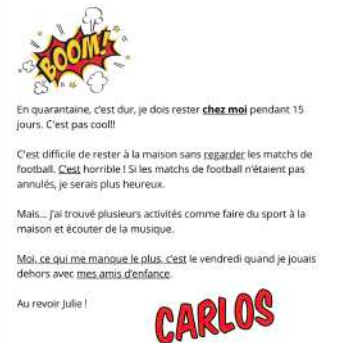 BOOM!
En quarantaine, c'est dur, je dois rester chez moi pendant 15
jours. C'est pas cool!!
C'est difficile de rester à la maison sans regarder les matchs de
football. C'est horrible ! Si les matchs de football n'étaient pas
annulés, je serais plus heureux.
Mais... j'ai trouvé plusieurs activités comme faire du sport à la
maison et écouter de la musique.
Moi, ce qui me manque le plus, c'est le vendredi quand je jouais
dehors avec mes amis d'enfance.
Au revoir Julie !
CARLOS